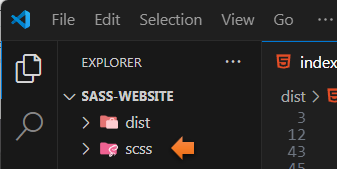 File Edit Selection View Go
EXPLORER ...
index
SASS-WEBSITE
dist
dist >
scss
3
12
43
45